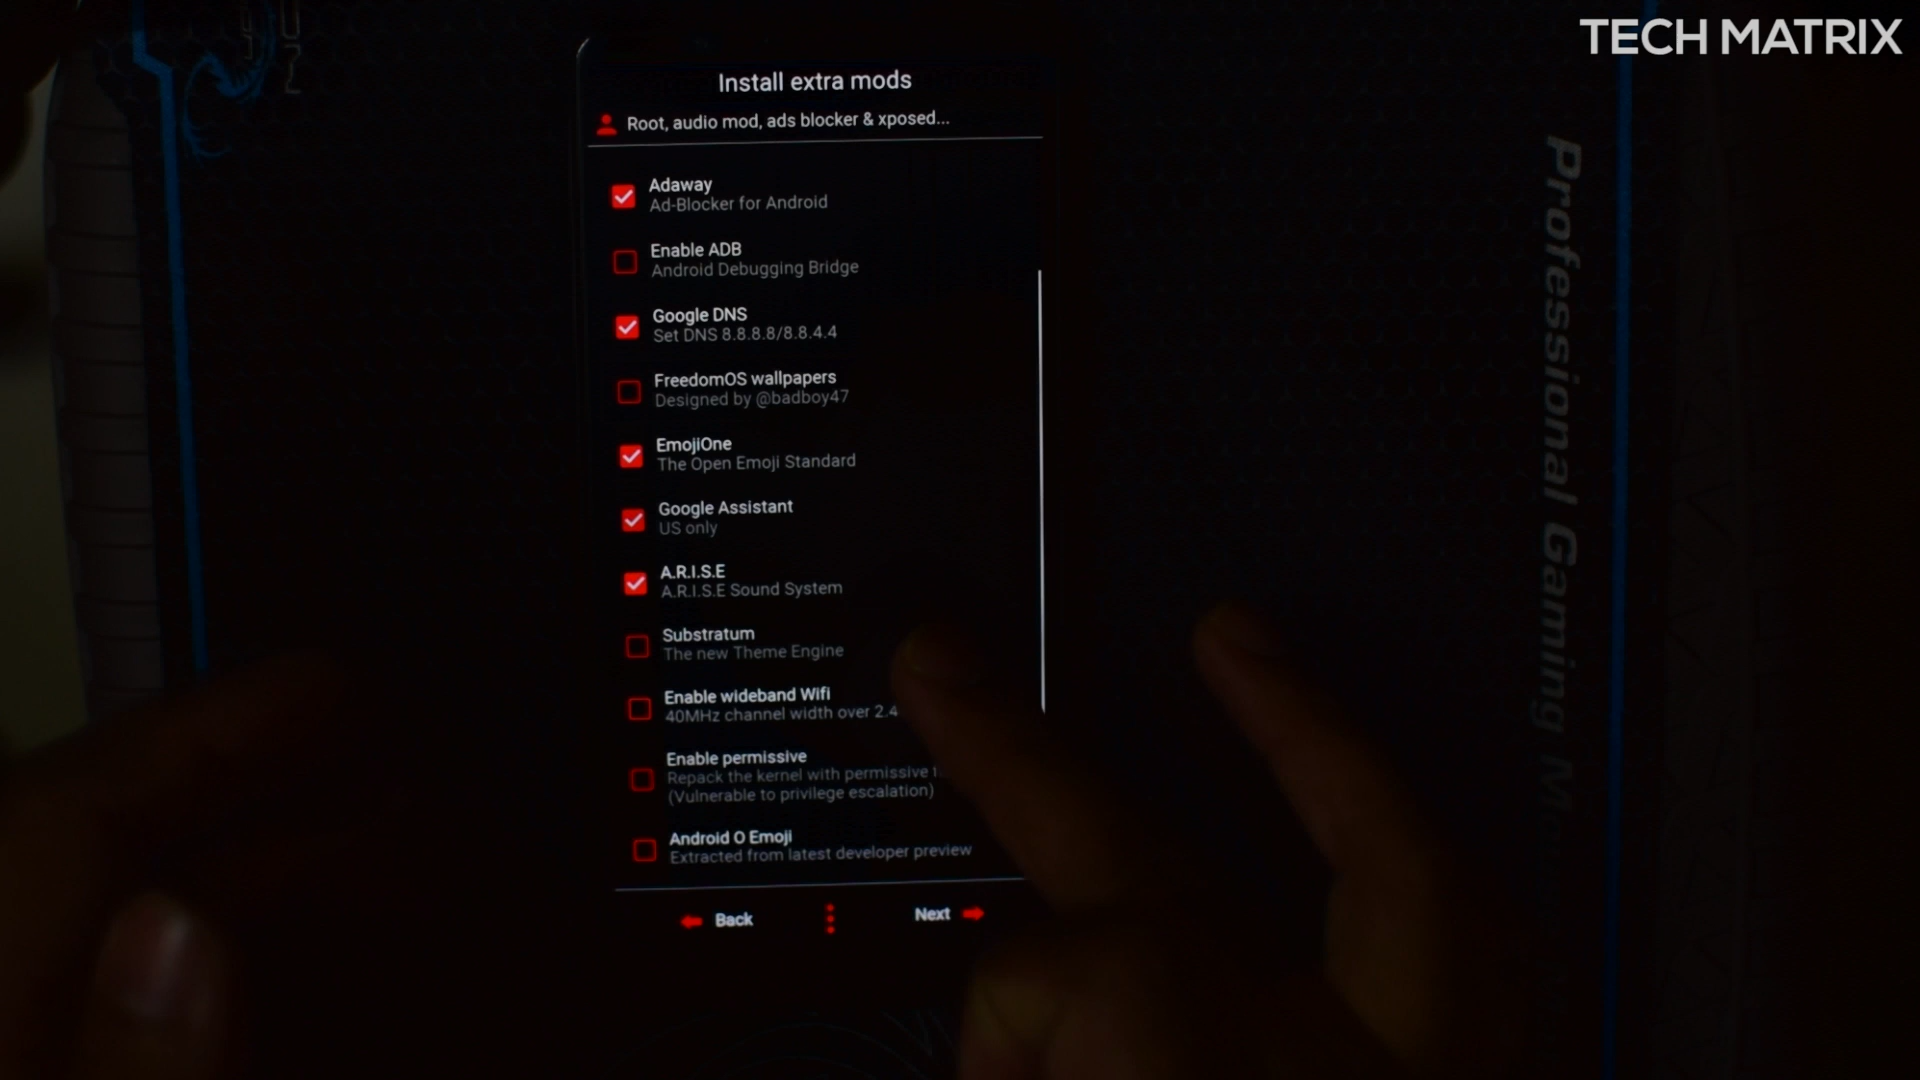 TECH MATRIX
Install extra mods
Root, audio mod, ads blocker & xposed...
Adaway
Ad-Blocker for Android
Enable ADB
Android Debugging Bridge
Google DNS
Set DNS 8.8.8.8/8.8.4.4
FreedomOS wallpapers
Designed by @badboy47
EmojiOne
The Open Emoji Standard
Google Assistant
US only
A.R.I.S.E
A.R.I.S.E Sound System
Substratum
The new Theme Engine
Enable wideband Wifi
40MHz channel width over 2.4
Enable permissive
Repack the kernel with permissive
(Vulnerable to privilege escalation)
Android O Emoji
Extracted from latest developer preview
Back
Next
Professional Gaming M